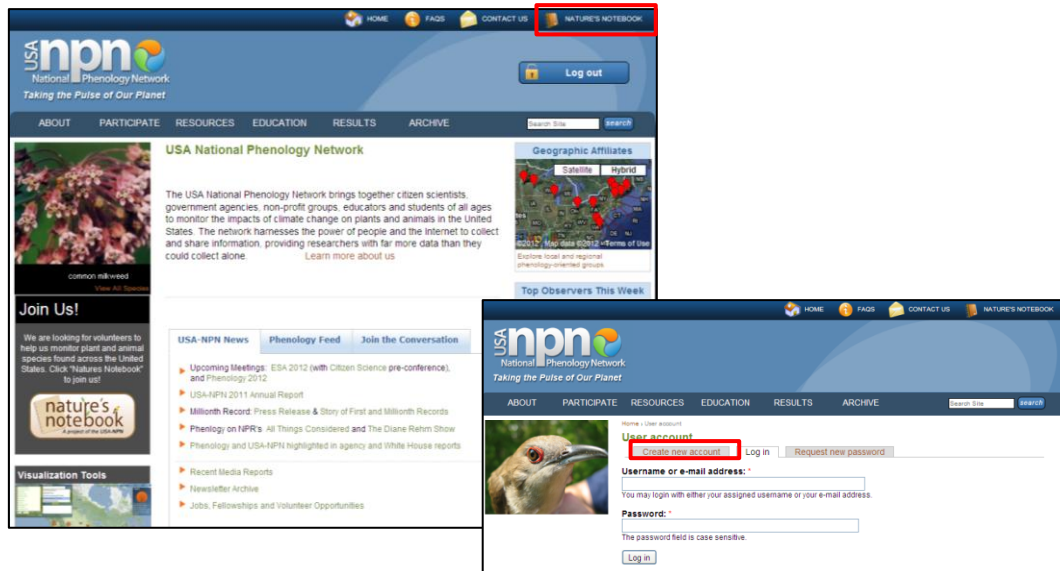 HOME FAQS CONTACT US NATURE'S NOTEBOOK
USA npn
National Phenology Network
Taking the Pulse of Our Planet
Log out
ABOUT PARTICIPATE RESOURCES EDUCATION RESULTS ARCHIVE
Search Site search
USA National Phenology Network
The USA National Phenology Network brings together citizen scientists,
government agencies, non-profit groups, educators and students of all ages
to monitor the impacts of climate change on plants and animals in the United
States. The network harnesses the power of people and the Internet to collect
and share information, providing researchers with far more data than they
could collect alone. Learn more about us
common milkweed
View All Species
Geographic Affiliates
Satellite Hybrid
©2012 Map data ©2012 Terms of Use
Explore local and regional
phenology-oriented groups
Top Observers This Week
Join Us!
We are looking for volunteers to
help us monitor plant and animal
species found across the United
States. Click "Natures Notebook"
to join us!
nature's
notebook
A project of the USA-NPN
Visualization Tools
USA-NPN News Phenology Feed Join the Conversation
Upcoming Meetings: ESA 2012 (with Citizen Science pre-conference),
and Phenology 2012
USA-NPN 2011 Annual Report
Millionth Record: Press Release & Story of First and Millionth Records
Phenlogy on NPR's All Things Considered and The Diane Rehm Show
Phenology and USA-NPN highlighted in agency and White House reports
Recent Media Reports
Newsletter Archive
Jobs, Fellowships and Volunteer Opportunities
HOME FAQS CONTACT US NATURE'S NOTEBOOK
USA npn
National Phenology Network
Taking the Pulse of Our Planet
ABOUT PARTICIPATE RESOURCES EDUCATION RESULTS ARCHIVE
Search Site search
Home › User account
User account
Create new account Log in Request new password
Username or e-mail address: *
You may login with either your assigned username or your e-mail address.
Password: *
The password field is case sensitive.
Log in